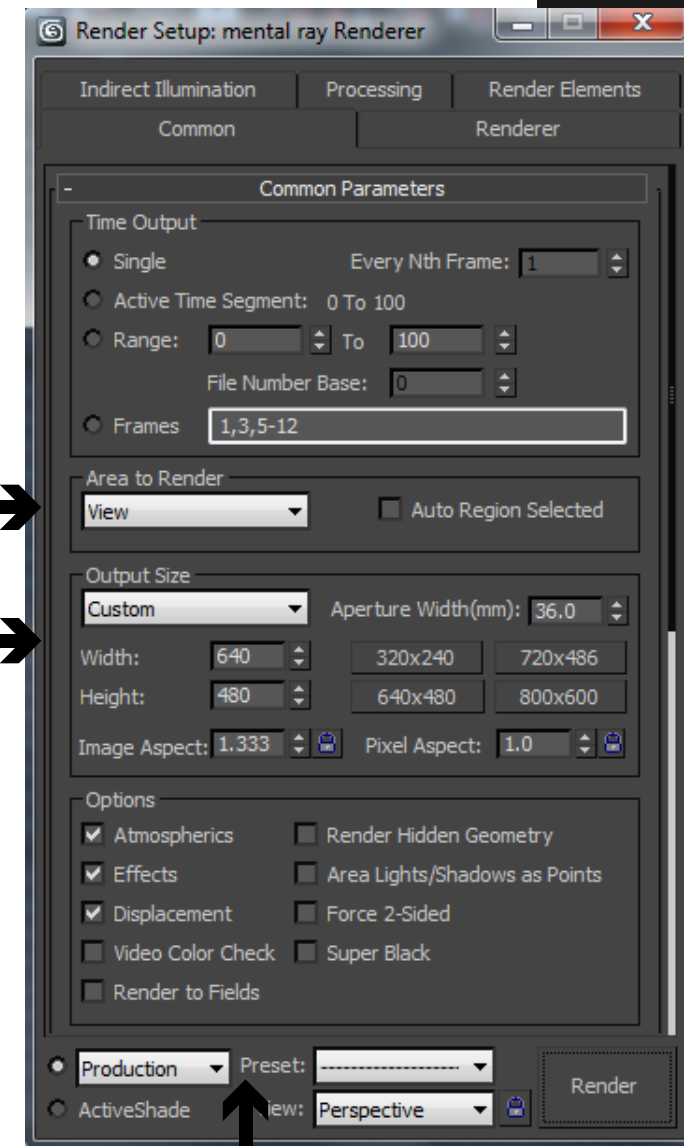 Render Setup: mental ray Renderer
Indirect Illumination Processing Render Elements
Common Renderer
- Common Parameters
Time Output
Single Every Nth Frame: 1
Active Time Segment: 0 To 100
Range: 0 To 100
File Number Base: 0
Frames 1,3,5-12
Area to Render
View Auto Region Selected
Output Size
Custom Aperture Width(mm): 36.0
Width: 640 320x240 720x486
Height: 480 640x480 800x600
Image Aspect: 1.333 Pixel Aspect: 1.0
Options
Atmospherics Render Hidden Geometry
Effects Area Lights/Shadows as Points
Displacement Force 2-Sided
Video Color Check Super Black
Render to Fields
Production Preset: -------------------
Render
ActiveShade iew: Perspective